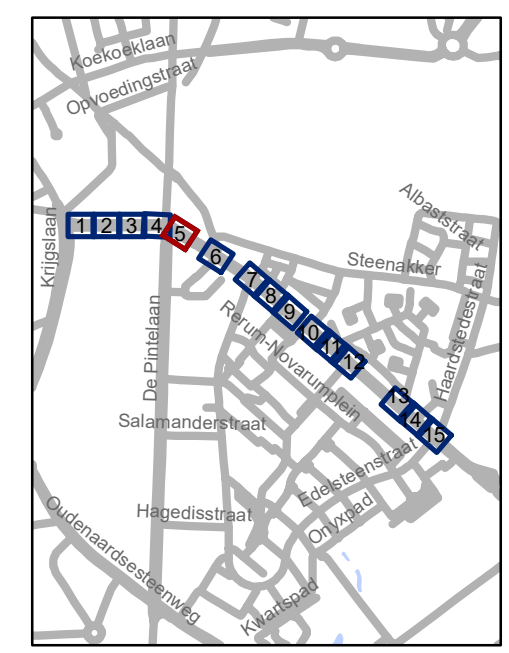 Koekoeklaan
Opvoedingstraat
Krijgslaan
Albaststraat
1 2 3 4 5
6
Steenakker
7
8
9
10
11
12
De Pintelaan
Rerum-Novarumplein
Haardstedestraat
13
14
15
Salamanderstraat
Edelsteenstraat
Hagedisstraat
Onyxpad
Oudenaardsesteenweg
Kwartspad